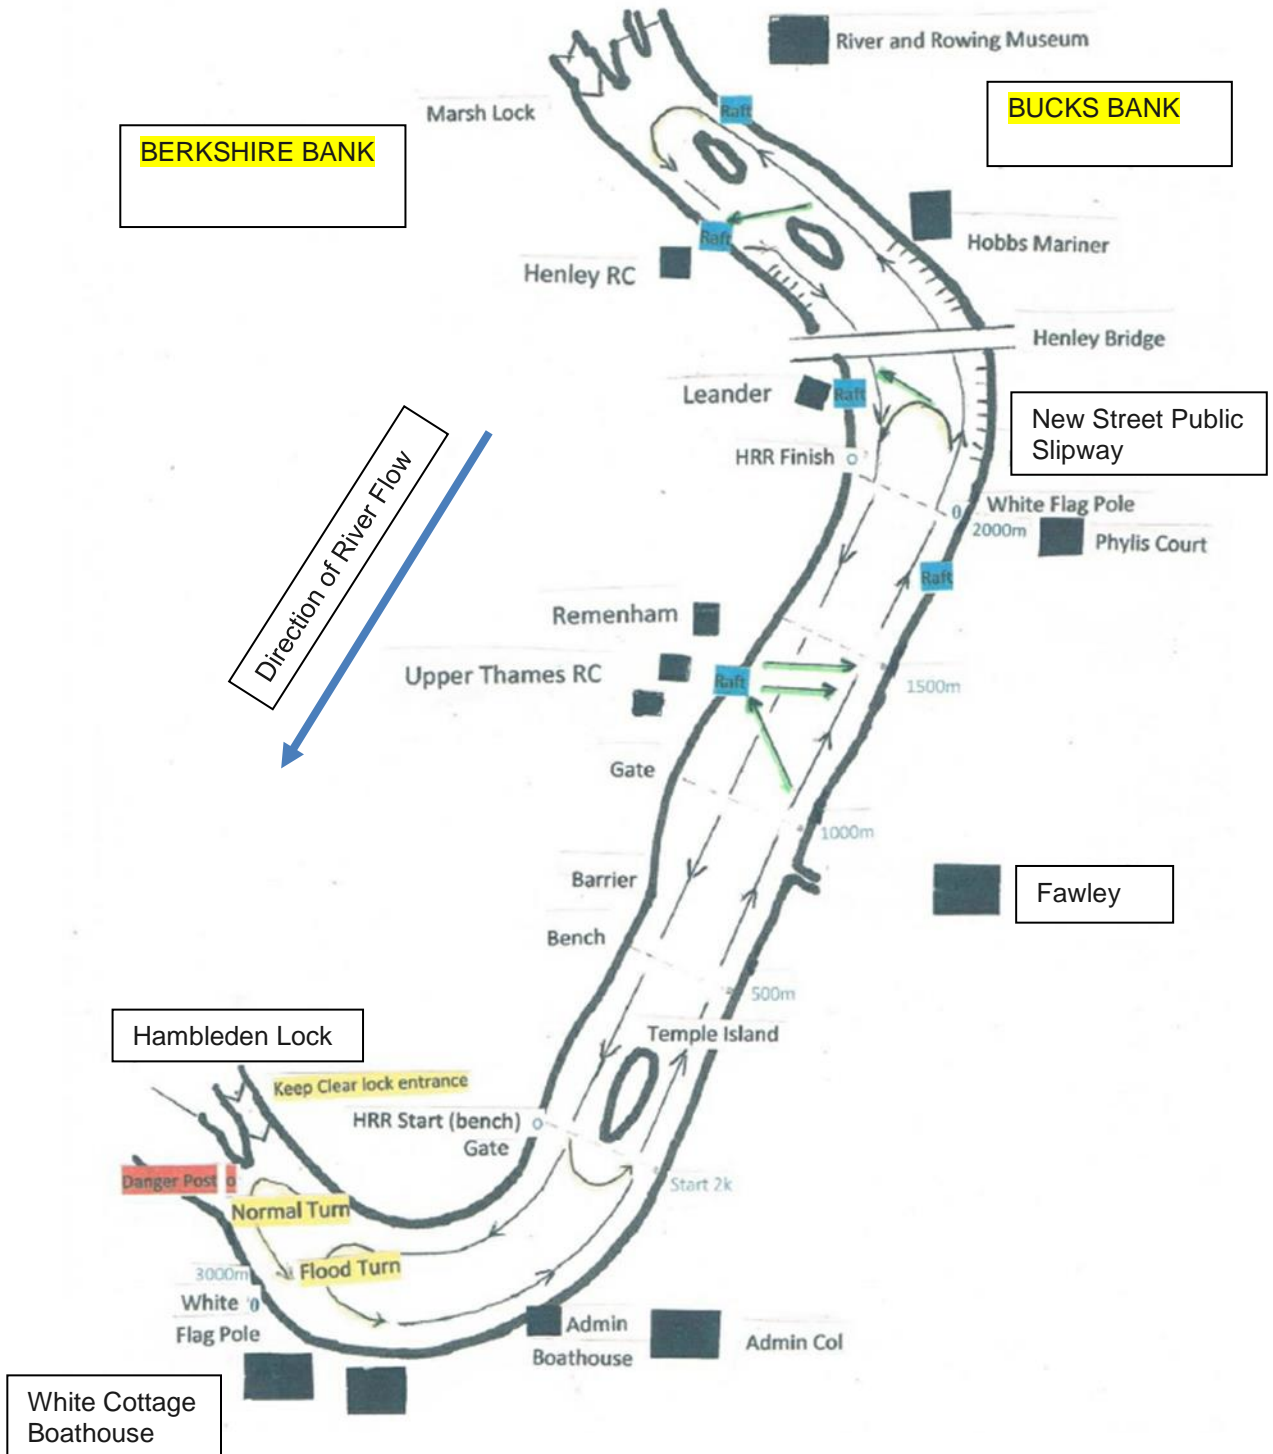 River and Rowing Museum
BUCKS BANK
Raft
Marsh Lock
BERKSHIRE BANK
Raft
Hobbs Mariner
Henley RC
Henley Bridge
Leander
Raft
New Street Public
Slipway
HRR Finish
White Flag Pole
2000m
Phylis Court
Direction of River Flow
Raft
Remenham
Upper Thames RC
Raft
1500m
Gate
1000m
Barrier
Fawley
Bench
500m
Hambleden Lock
Temple Island
Keep Clear lock entrance
HRR Start (bench)
Gate
Danger Post
Start 2k
Normal Turn
Flood Turn
3000m
White
Flag Pole
Admin
Boathouse
Admin Col
White Cottage
Boathouse